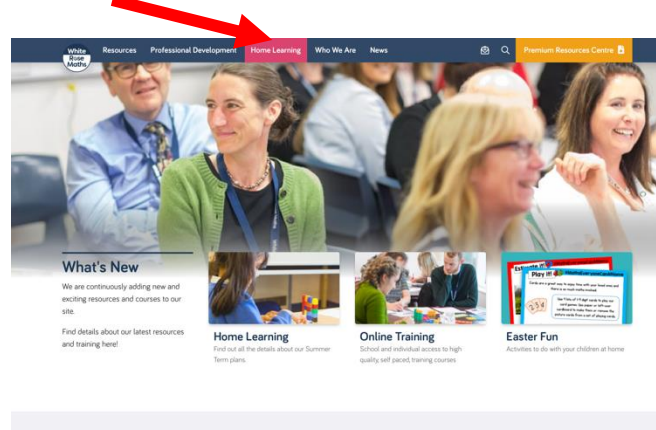 White Rose Maths
Resources Professional Development Home Learning Who We Are News Premium Resources Centre
What's New
We are continuously adding new and
exciting resources and courses to our
site.
Find details about our latest resources
and training here!
Home Learning
Find out all the details about our Summer
Term plans.
Online Training
School and individual access to high
quality, self paced, training courses
Play it!
Easter Fun
Activities to do with your children at home